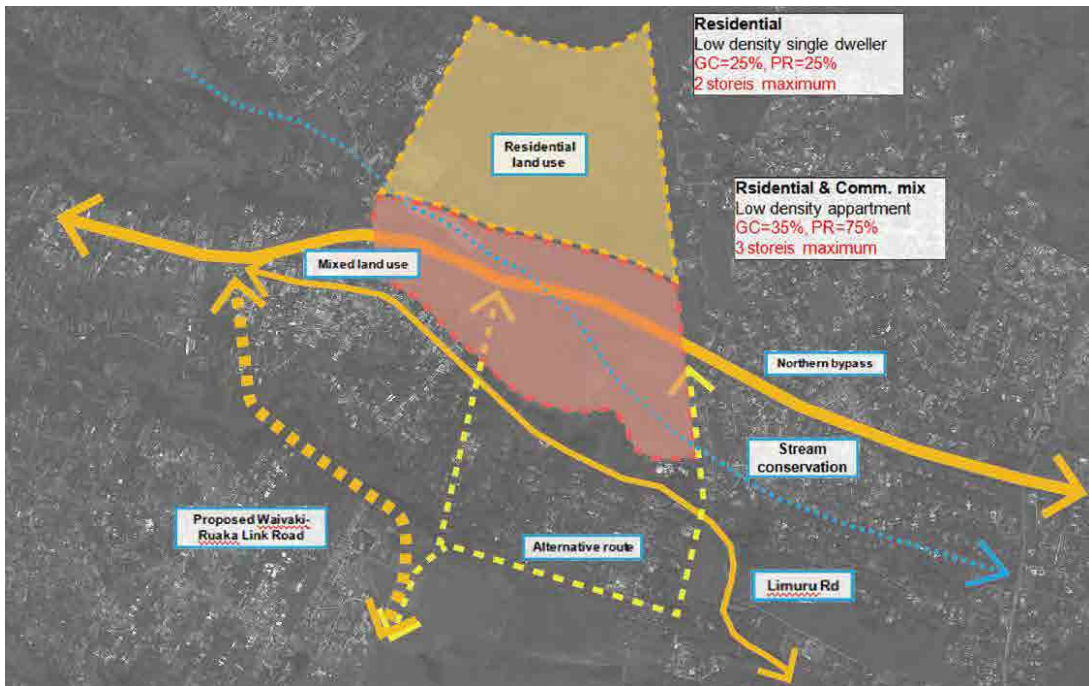 Residential
Low density single dweller
GC=25%, PR=25%
2 storeis maximum
Residential
land use
Rsidential & Comm. mix
Low density appartment
GC=35%, PR=75%
3 storeis maximum
Mixed land use
Northern bypass
Stream
conservation
Proposed Waivaki-
Ruaka Link Road
Alternative route
Limuru Rd